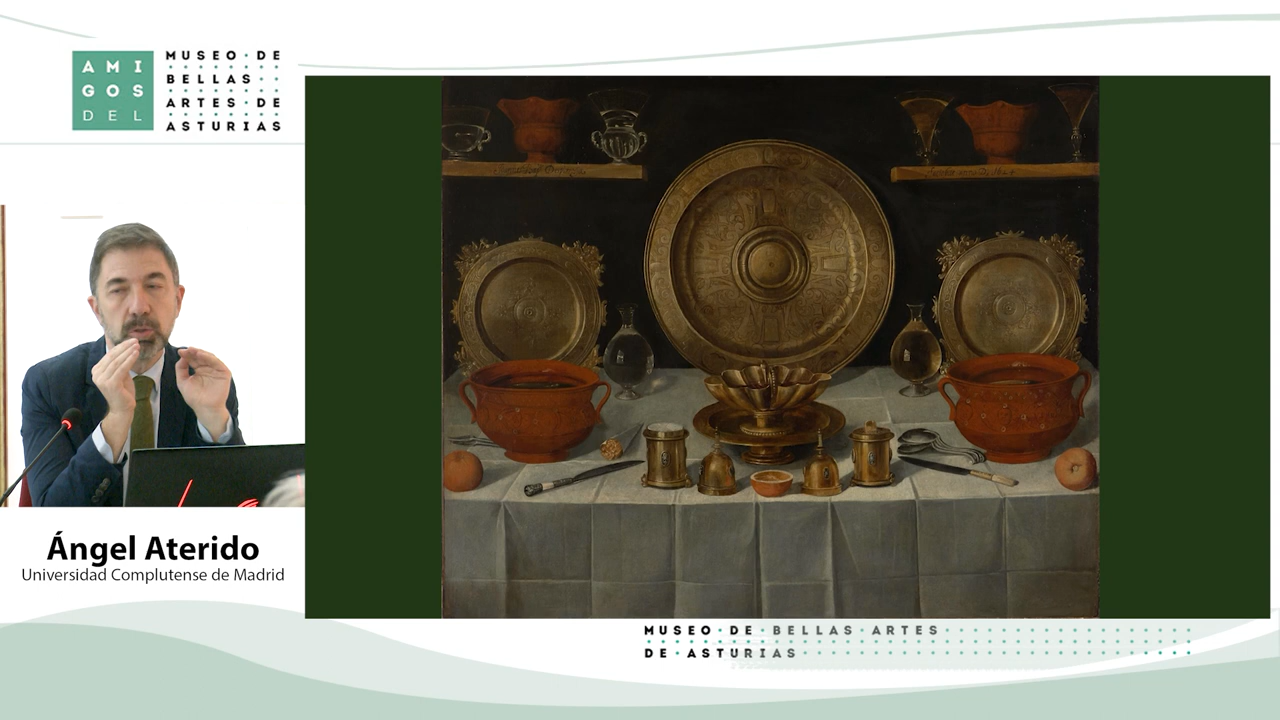 AMI
GOS
DEL
MUSEO DE
BELLAS
ARTES DE
ASTURIAS
Ángel Aterido
Universidad Complutense de Madrid
MUSEO DE BELLAS ARTES
DE ASTURIAS